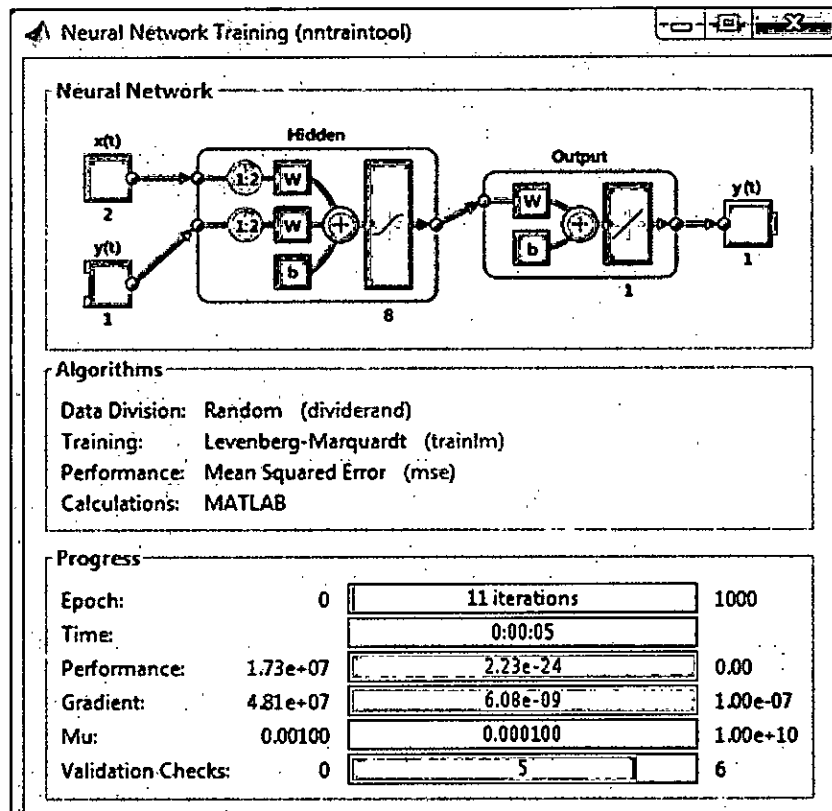 Neural Network Training (nntraintool)
Neural Network
Hidden
x(t)
1:2
W
Output
2
W
y(t)
y(t)
1:2
W
+
+
b
b
1
8
1
1
Algorithms
Data Division: Random (dividerand)
Training: Levenberg-Marquardt (trainlm)
Performance: Mean Squared Error (mse)
Calculations: MATLAB
Progress
Epoch: 0 11 iterations 1000
Time: 0:00:05
Performance: 1.73e+07 2.23e-24 0.00
Gradient: 4.81e+07 6.08e-09 1.00e-07
Mu: 0.00100 0.000100 1.00e+10
Validation Checks: 0 5 6